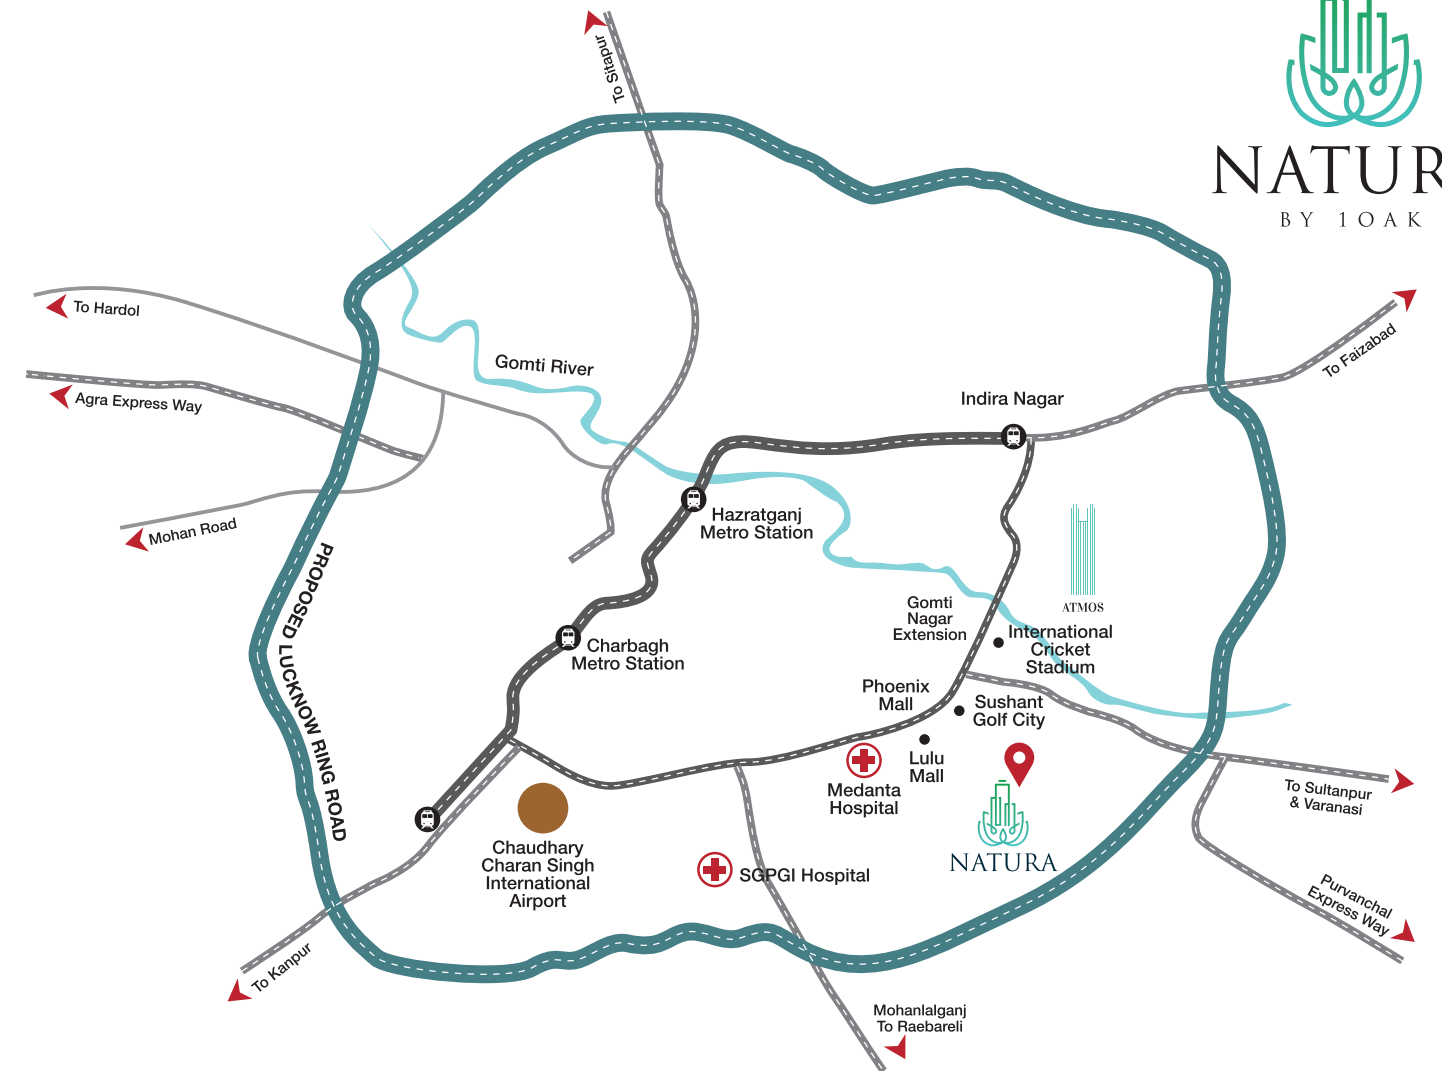 To Sitapur
NATUR
BY 1OAK
To Hardol
Agra Express Way
Mohan Road
Gomti River
To Faizabad
Indira Nagar
Hazratganj
Metro Station
PROPOSED LUCKNOW RING ROAD
Charbagh
Metro Station
ATMOS
Gomti
Nagar
Extension
International
Cricket
Stadium
Phoenix
Mall
Sushant
Golf City
Lulu
Mall
Medanta
Hospital
NATURA
To Sultanpur
& Varanasi
Chaudhary
Charan Singh
International
Airport
SGPGI Hospital
Purvanchal
Express Way
To Kanpur
Mohanlalganj
To Raebareli